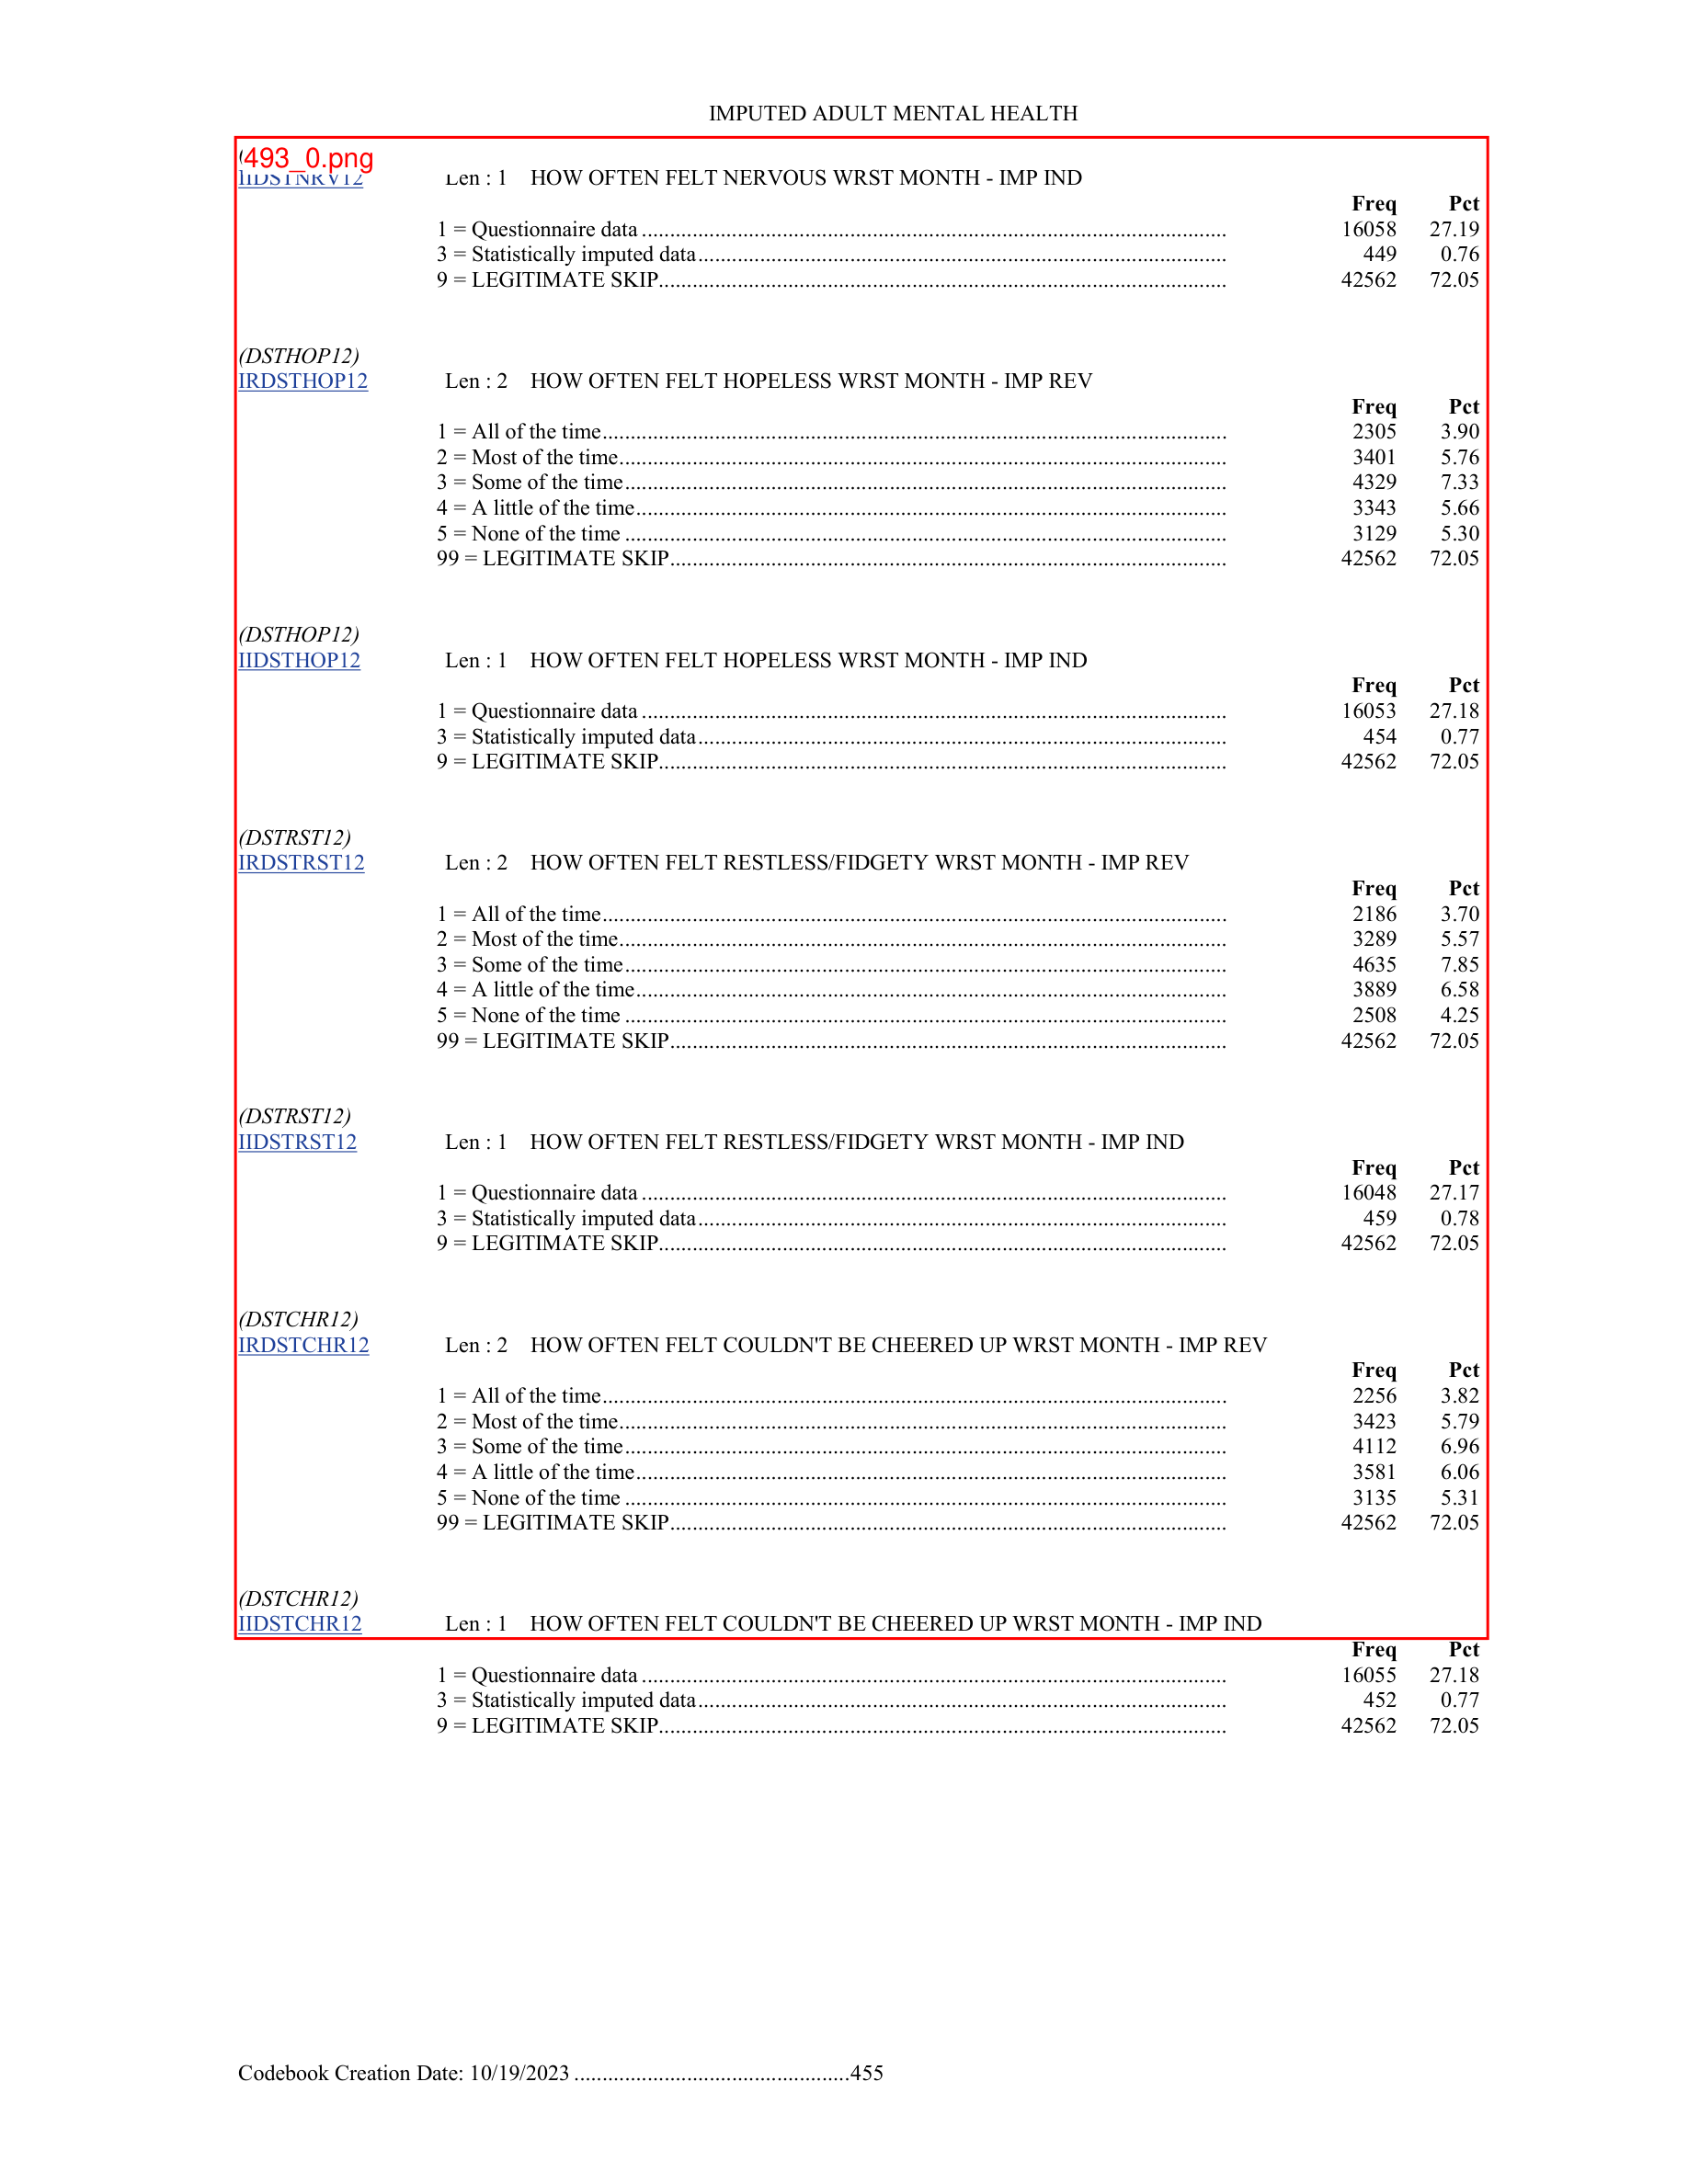 IMPUTED ADULT MENTAL HEALTH
493_0.png
IIDSTNRV12 Len : 1 HOW OFTEN FELT NERVOUS WRST MONTH - IMP IND
Freq Pct
1 = Questionnaire data ........ 16058 27.19
3 = Statistically imputed data........ 449 0.76
9 = LEGITIMATE SKIP........ 42562 72.05
(DSTHOP12)
IRDSTHOP12 Len : 2 HOW OFTEN FELT HOPELESS WRST MONTH - IMP REV
Freq Pct
1 = All of the time........ 2305 3.90
2 = Most of the time........ 3401 5.76
3 = Some of the time........ 4329 7.33
4 = A little of the time........ 3343 5.66
5 = None of the time ........ 3129 5.30
99 = LEGITIMATE SKIP........ 42562 72.05
(DSTHOP12)
IIDSTHOP12 Len : 1 HOW OFTEN FELT HOPELESS WRST MONTH - IMP IND
Freq Pct
1 = Questionnaire data ........ 16053 27.18
3 = Statistically imputed data........ 454 0.77
9 = LEGITIMATE SKIP........ 42562 72.05
(DSTRST12)
IRDSTRST12 Len : 2 HOW OFTEN FELT RESTLESS/FIDGETY WRST MONTH - IMP REV
Freq Pct
1 = All of the time........ 2186 3.70
2 = Most of the time........ 3289 5.57
3 = Some of the time........ 4635 7.85
4 = A little of the time........ 3889 6.58
5 = None of the time ........ 2508 4.25
99 = LEGITIMATE SKIP........ 42562 72.05
(DSTRST12)
IIDSTRST12 Len : 1 HOW OFTEN FELT RESTLESS/FIDGETY WRST MONTH - IMP IND
Freq Pct
1 = Questionnaire data ........ 16048 27.17
3 = Statistically imputed data........ 459 0.78
9 = LEGITIMATE SKIP........ 42562 72.05
(DSTCHR12)
IRDSTCHR12 Len : 2 HOW OFTEN FELT COULDN'T BE CHEERED UP WRST MONTH - IMP REV
Freq Pct
1 = All of the time........ 2256 3.82
2 = Most of the time........ 3423 5.79
3 = Some of the time........ 4112 6.96
4 = A little of the time........ 3581 6.06
5 = None of the time ........ 3135 5.31
99 = LEGITIMATE SKIP........ 42562 72.05
(DSTCHR12)
IIDSTCHR12 Len : 1 HOW OFTEN FELT COULDN'T BE CHEERED UP WRST MONTH - IMP IND
Freq Pct
1 = Questionnaire data ........ 16055 27.18
3 = Statistically imputed data........ 452 0.77
9 = LEGITIMATE SKIP........ 42562 72.05
Codebook Creation Date: 10/19/2023 ........455